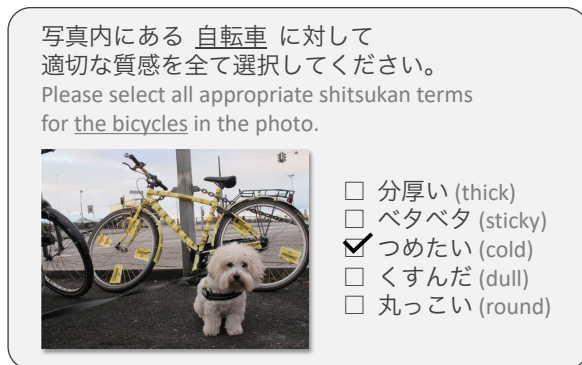 写真内にある 自転車 に対して
適切な質感を全て選択してください。
Please select all appropriate shitsukan terms
for the bicycles in the photo.
分厚い (thick)
ベタベタ (sticky)
つめたい (cold)
くすんだ (dull)
丸っこい (round)